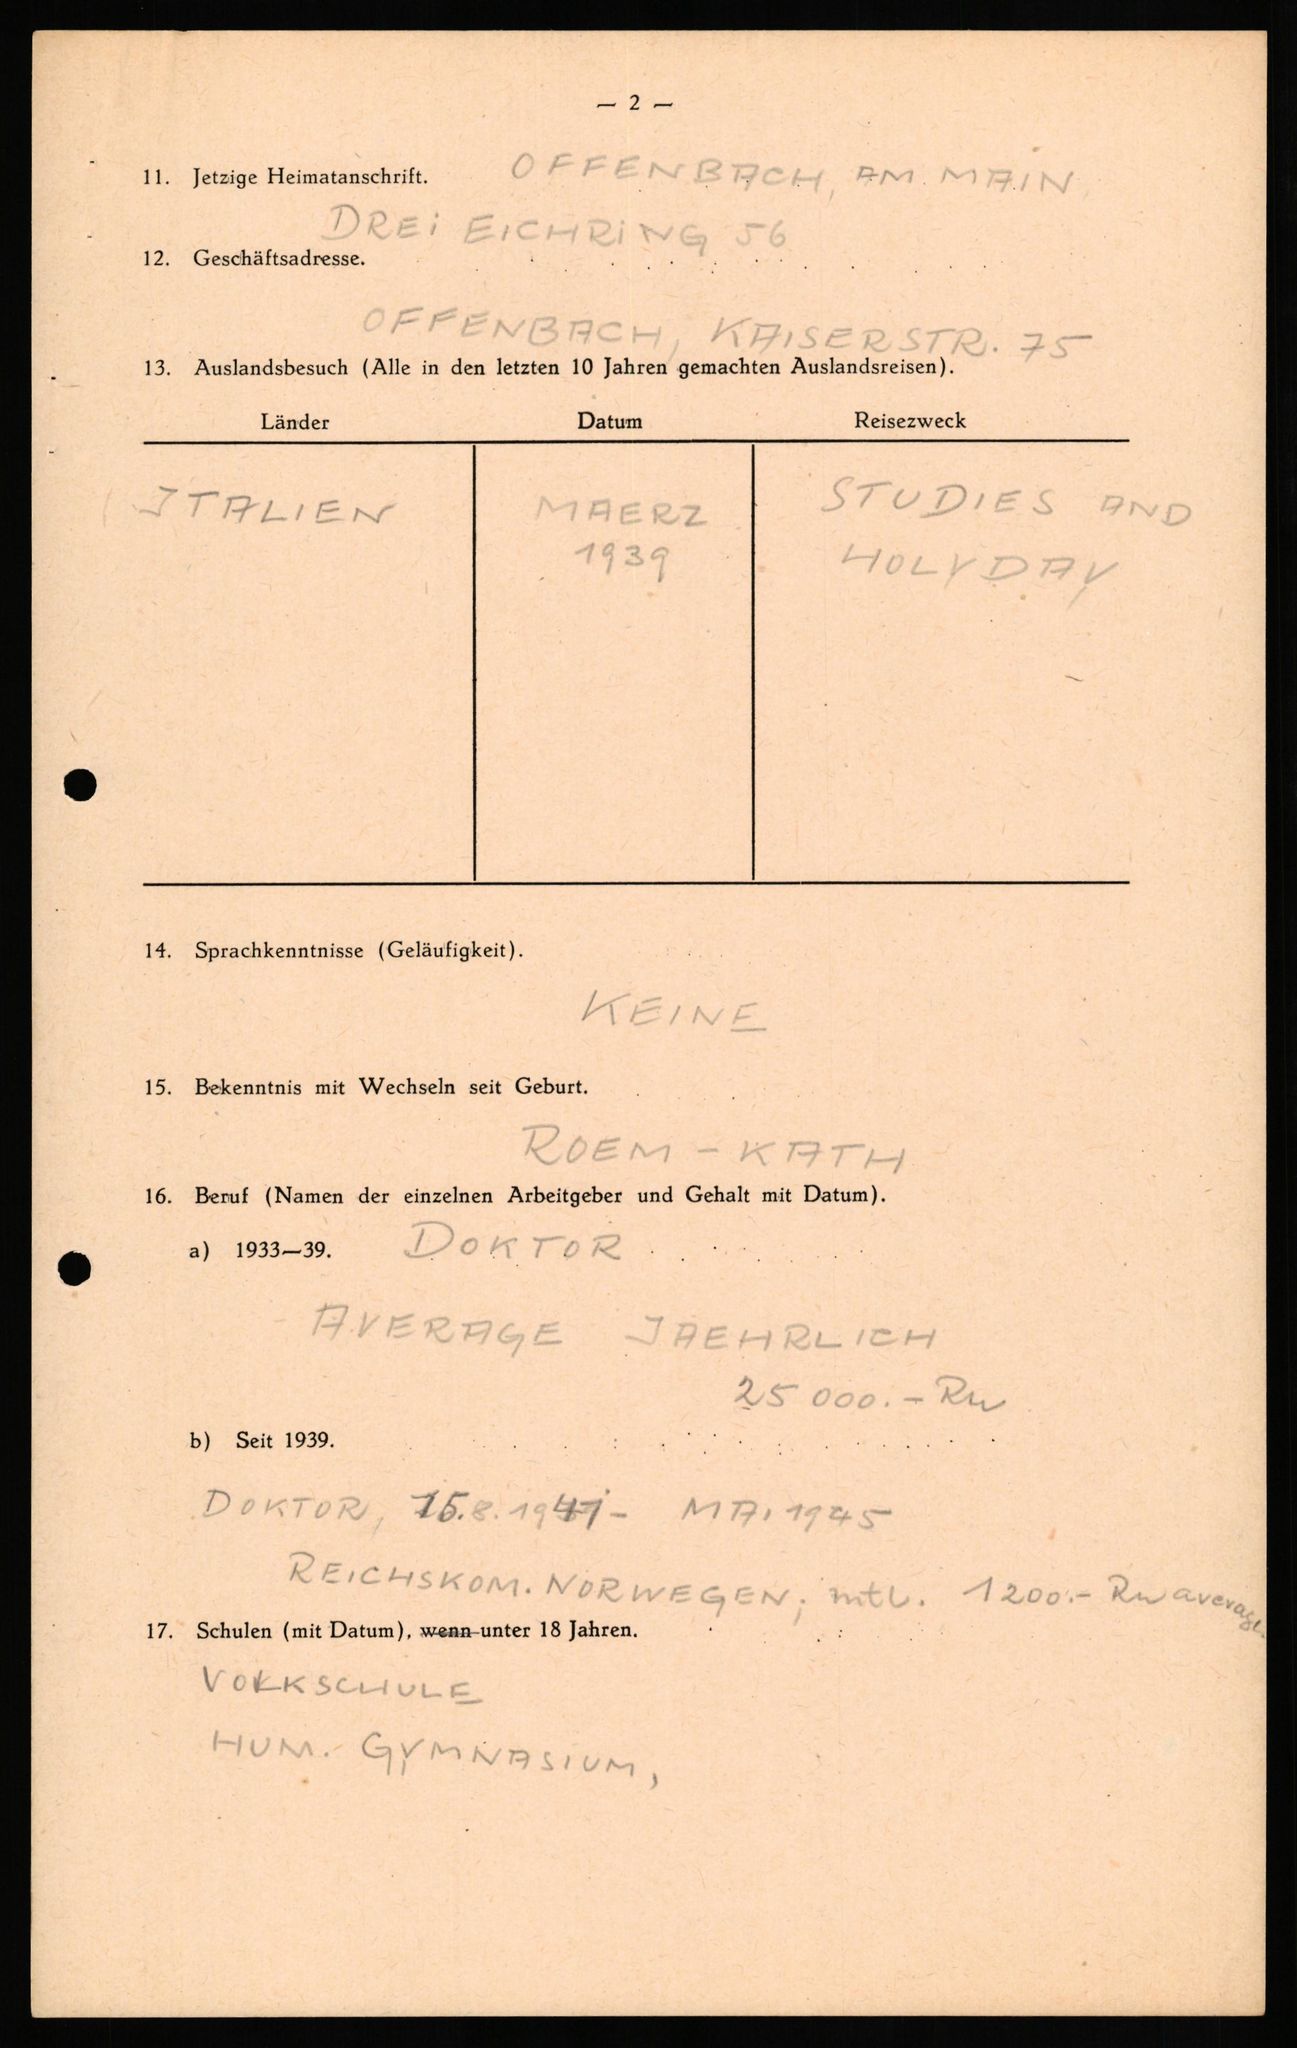 — 2 —
11. Jetzige Heimatanschrift. OFFENBACH, AM MAIN
DREI EICHRING 56
12. Geschäftsadresse.
OFFENBACH, KAISERSTR. 75
13. Auslandsbesuch (Alle in den letzten 10 Jahren gemachten Auslandsreisen).
Länder Datum Reisezweck
ITALIEN MAERZ STUDIES AND
1939 HOLYDAY
14. Sprachkenntnisse (Geläufigkeit).
KEINE
15. Bekenntnis mit Wechseln seit Geburt.
ROEM - KATH
16. Beruf (Namen der einzelnen Arbeitgeber und Gehalt mit Datum).
a) 1933—39. DOKTOR
AVERAGE JAEHRLICH
25 000.- RM
b) Seit 1939.
DOKTOR, 15.8.1941 - MAI 1945
REICHSKOM. NORWEGEN; mtl. 1200.- RM average
17. Schulen (mit Datum), wenn unter 18 Jahren.
VOLKSCHULE
HUM. GYMNASIUM,